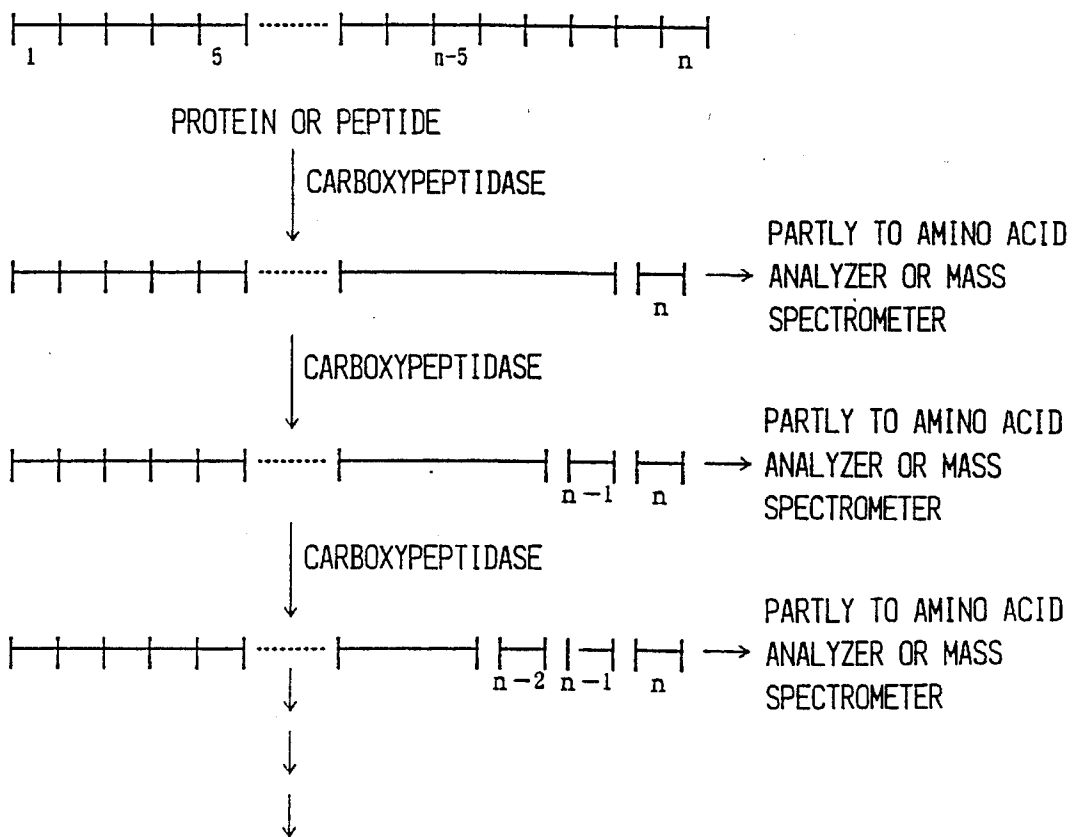 1 5 n-5 n
PROTEIN OR PEPTIDE
CARBOXYPEPTIDASE
PARTLY TO AMINO ACID
ANALYZER OR MASS
SPECTROMETER
n
CARBOXYPEPTIDASE
PARTLY TO AMINO ACID
ANALYZER OR MASS
SPECTROMETER
n-1 n
CARBOXYPEPTIDASE
PARTLY TO AMINO ACID
ANALYZER OR MASS
SPECTROMETER
n-2 n-1 n